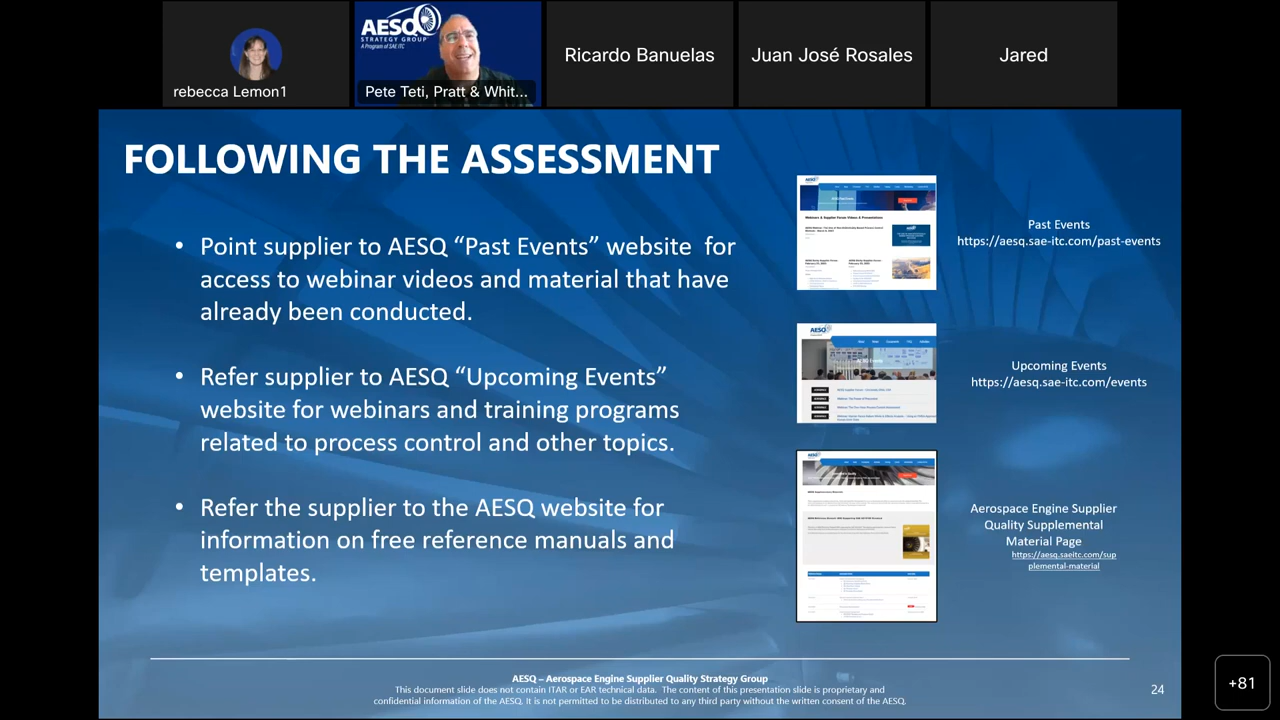 AESQ
STRATEGY GROUP
A Program of SAE ITC
rebecca Lemon1
Pete Teti, Pratt & Whit...
Ricardo Banuelas
Juan José Rosales
Jared
FOLLOWING THE ASSESSMENT
• Point supplier to AESQ “Past Events” website for
access to webinar videos and material that have
already been conducted.
• Refer supplier to AESQ “Upcoming Events”
website for webinars and training programs
related to process control and other topics.
• Refer the supplier to the AESQ website for
information on free reference manuals and
templates.
Webinars & Supplier Forum Videos & Presentations
Past Events
https://aesq.sae-itc.com/past-events
AESQ
Upcoming Events
https://aesq.sae-itc.com/events
Aerospace Engine Supplier
Quality Supplemental
Material Page
https://aesq.saeitc.com/sup
plemental-material
AESQ – Aerospace Engine Supplier Quality Strategy Group
This document slide does not contain ITAR or EAR technical data. The content of this presentation slide is proprietary and
confidential information of the AESQ. It is not permitted to be distributed to any third party without the written consent of the AESQ.
24
+81